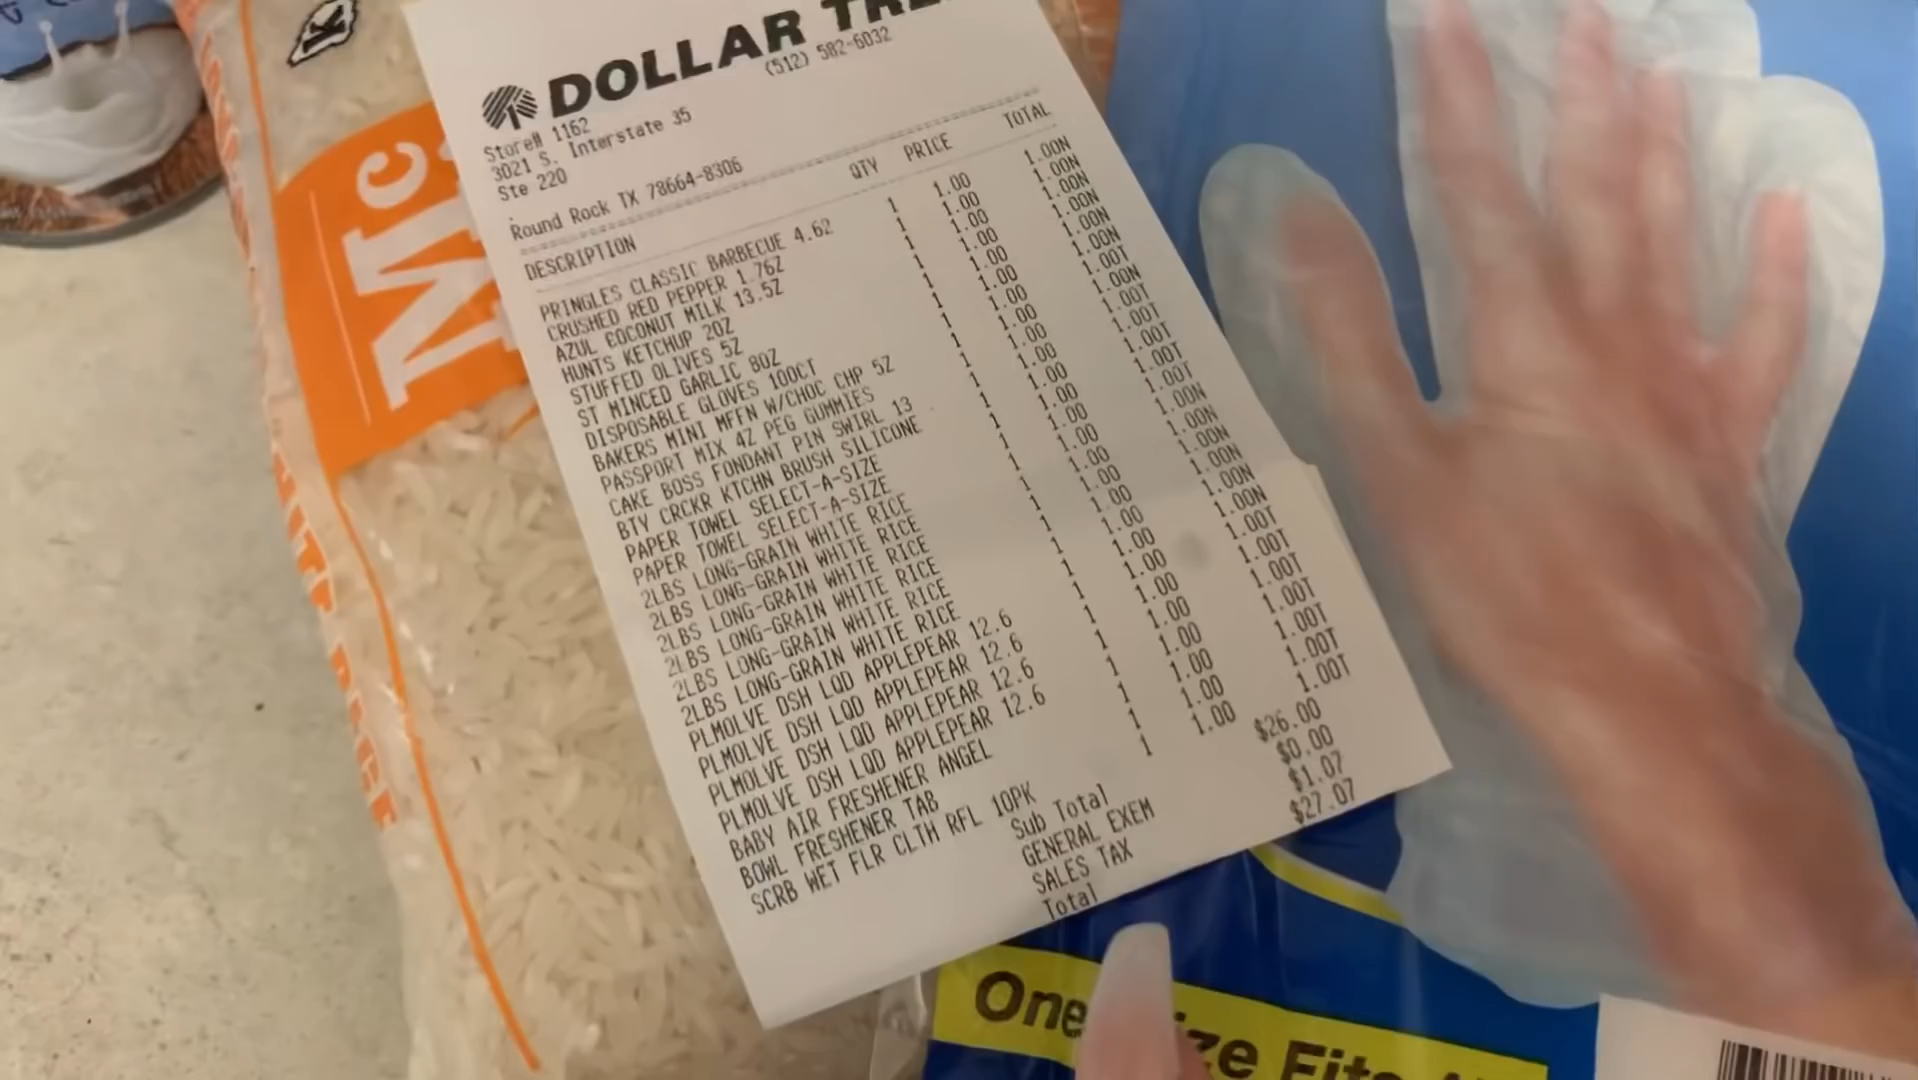 DOLLAR TRE
(512) 582-6032
Store# 1162
3021 S. Interstate 35
Ste 220
Round Rock TX 78664-8306
DESCRIPTION QTY PRICE TOTAL
PRINGLES CLASSIC BARBECUE 4.62 1 1.00 1.00N
CRUSHED RED PEPPER 1.76Z 1 1.00 1.00N
AZUL COCONUT MILK 13.5Z 1 1.00 1.00N
HUNTS KETCHUP 20Z 1 1.00 1.00N
STUFFED OLIVES 5Z 1 1.00 1.00N
ST MINCED GARLIC 8OZ 1 1.00 1.00N
DISPOSABLE GLOVES 100CT 1 1.00 1.00T
BAKERS MINI MFFN W/CHOC CHP 5Z 1 1.00 1.00N
PASSPORT MIX 4Z PEG GUMMIES 1 1.00 1.00T
CAKE BOSS FONDANT PIN SWIRL 13 1 1.00 1.00T
BTY CRCKR KTCHN BRUSH SILICONE 1 1.00 1.00T
PAPER TOWEL SELECT-A-SIZE 1 1.00 1.00T
PAPER TOWEL SELECT-A-SIZE 1 1.00 1.00T
2LBS LONG-GRAIN WHITE RICE 1 1.00 1.00N
2LBS LONG-GRAIN WHITE RICE 1 1.00 1.00N
2LBS LONG-GRAIN WHITE RICE 1 1.00 1.00N
2LBS LONG-GRAIN WHITE RICE 1 1.00 1.00N
2LBS LONG-GRAIN WHITE RICE 1 1.00 1.00N
2LBS LONG-GRAIN WHITE RICE 1 1.00 1.00N
PLMOLVE DSH LQD APPLEPEAR 12.6 1 1.00 1.00T
PLMOLVE DSH LQD APPLEPEAR 12.6 1 1.00 1.00T
PLMOLVE DSH LQD APPLEPEAR 12.6 1 1.00 1.00T
PLMOLVE DSH LQD APPLEPEAR 12.6 1 1.00 1.00T
BABY AIR FRESHENER ANGEL 1 1.00 1.00T
BOWL FRESHENER TAB 1 1.00 1.00T
SCRB WET FLR CLTH RFL 10PK 1 1.00 1.00T
Sub Total $26.00
GENERAL EXEM $0.00
SALES TAX $1.07
Total $27.07
Mc
K
One Size Fits